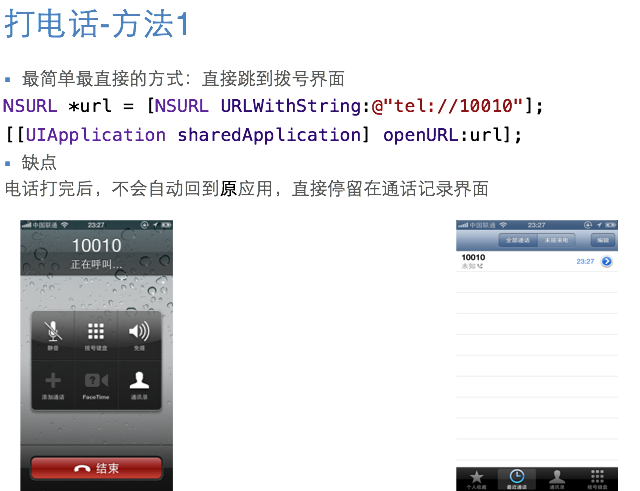 打电话-方法1
▪ 最简单最直接的方式：直接跳到拨号界面
NSURL *url = [NSURL URLWithString:@"tel://10010"];
[[UIApplication sharedApplication] openURL:url];
▪ 缺点
电话打完后，不会自动回到原应用，直接停留在通话记录界面
中国联通 23:27
10010
正在呼叫...
静音 拨号键盘 免提
添加通话 FaceTime 通讯录
结束
中国联通 23:27
全部通话 未接来电 编辑
10010
未知
23:27
个人收藏 最近通话 通讯录 拨号键盘